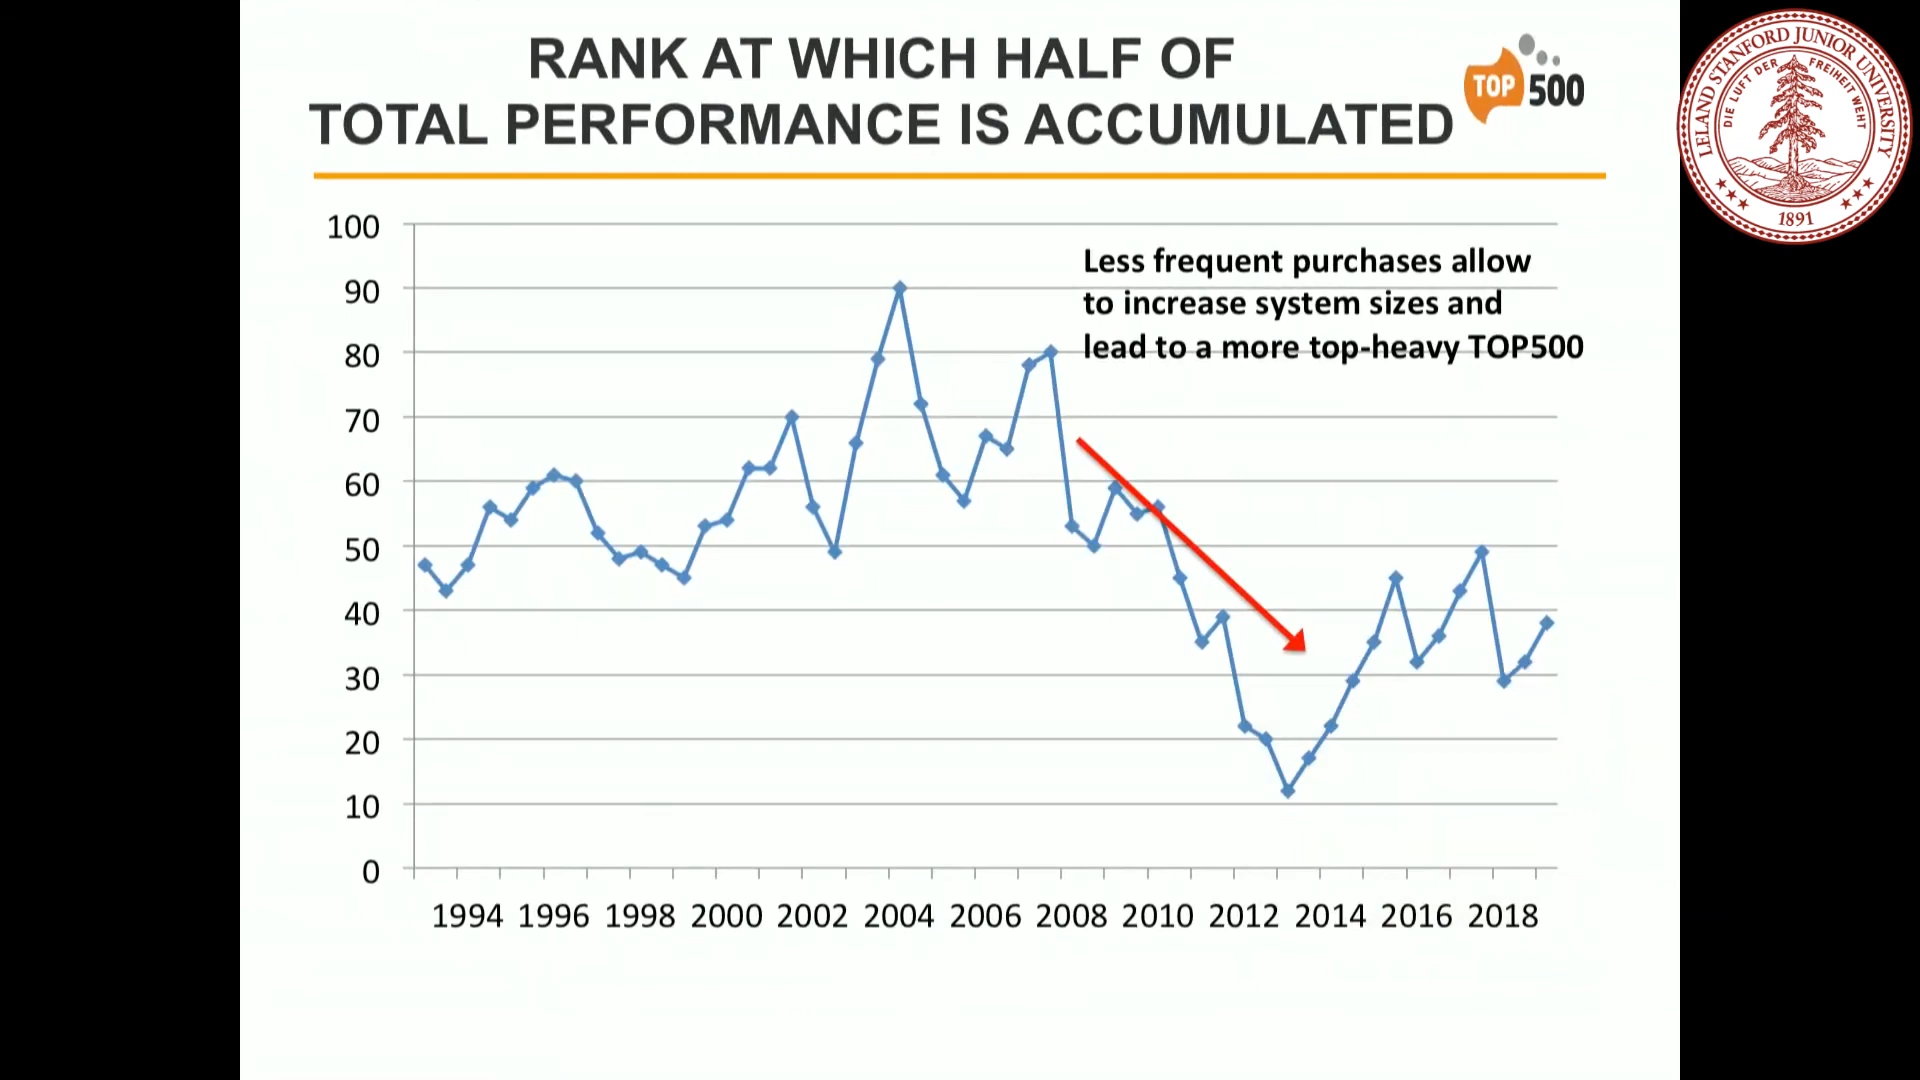 RANK AT WHICH HALF OF
TOTAL PERFORMANCE IS ACCUMULATED
TOP 500
LELAND STANFORD JUNIOR UNIVERSITY
DIE LUFT DER FREIHEIT WEHT
1891
Less frequent purchases allow
to increase system sizes and
lead to a more top-heavy TOP500
100
90
80
70
60
50
40
30
20
10
0
1994 1996 1998 2000 2002 2004 2006 2008 2010 2012 2014 2016 2018